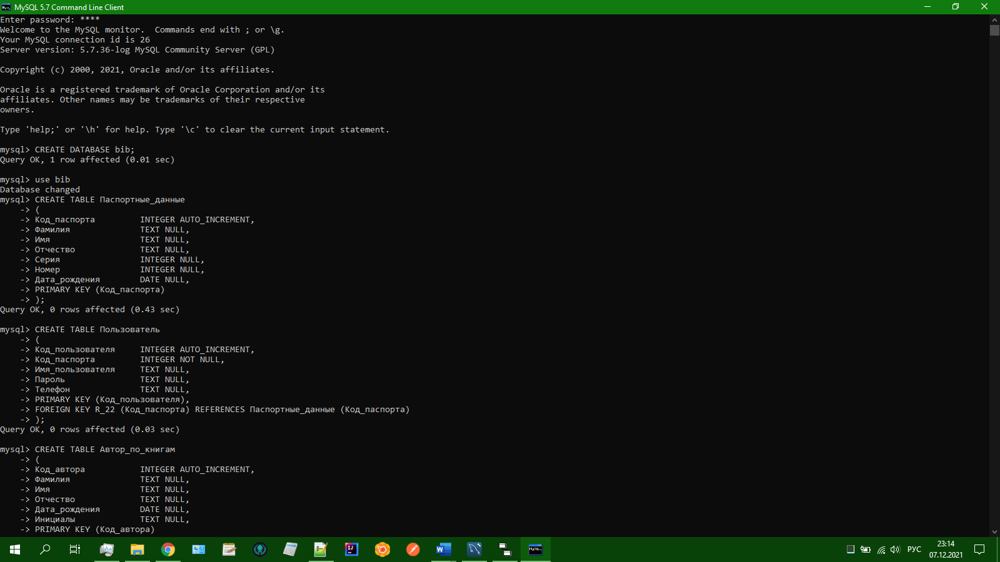 MySQL 5.7 Command Line Client
Enter password: ****
Welcome to the MySQL monitor.  Commands end with ; or \g.
Your MySQL connection id is 26
Server version: 5.7.36-log MySQL Community Server (GPL)
Copyright (c) 2000, 2021, Oracle and/or its affiliates.
Oracle is a registered trademark of Oracle Corporation and/or its
affiliates. Other names may be trademarks of their respective
owners.
Type 'help;' or '\h' for help. Type '\c' to clear the current input statement.
mysql> CREATE DATABASE bib;
Query OK, 1 row affected (0.01 sec)
mysql> use bib
Database changed
mysql> CREATE TABLE Паспортные_данные
    -> (
    -> Код_паспорта         INTEGER AUTO_INCREMENT,
    -> Фамилия              TEXT NULL,
    -> Имя                  TEXT NULL,
    -> Отчество             TEXT NULL,
    -> Серия                INTEGER NULL,
    -> Номер                INTEGER NULL,
    -> Дата_рождения        DATE NULL,
    -> PRIMARY KEY (Код_паспорта)
    -> );
Query OK, 0 rows affected (0.43 sec)
mysql> CREATE TABLE Пользователь
    -> (
    -> Код_пользователя     INTEGER AUTO_INCREMENT,
    -> Код_паспорта         INTEGER NOT NULL,
    -> Имя_пользователя     TEXT NULL,
    -> Пароль               TEXT NULL,
    -> Телефон              TEXT NULL,
    -> PRIMARY KEY (Код_пользователя),
    -> FOREIGN KEY R_22 (Код_паспорта) REFERENCES Паспортные_данные (Код_паспорта)
    -> );
Query OK, 0 rows affected (0.03 sec)
mysql> CREATE TABLE Автор_по_книгам
    -> (
    -> Код_автора           INTEGER AUTO_INCREMENT,
    -> Фамилия              TEXT NULL,
    -> Имя                  TEXT NULL,
    -> Отчество             TEXT NULL,
    -> Дата_рождения        DATE NULL,
    -> Инициалы             TEXT NULL,
    -> PRIMARY KEY (Код_автора)
РУС
23:14
07.12.2021